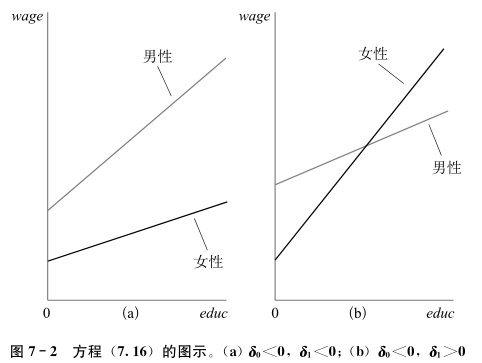 wage
男性
女性
0
(a)
educ
wage
女性
男性
0
(b)
educ
图 7-2 方程（7.16）的图示。（a）δ₀<0，δ₁<0；（b）δ₀<0，δ₁>0